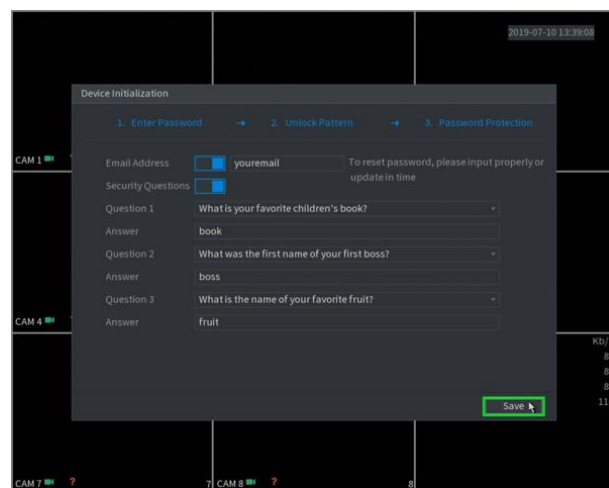 2019-07-10 13:39:08
Device Initialization
1. Enter Password → 2. Unlock Pattern → 3. Password Protection
CAM 1
Email Address youremail To reset password, please input properly or
update in time
Security Questions
Question 1 What is your favorite children's book?
Answer book
Question 2 What was the first name of your first boss?
Answer boss
Question 3 What is the name of your favorite fruit?
Answer fruit
CAM 4
Kb/
8
8
8
11
Save
CAM 7 ? 7 CAM 8 ? 8